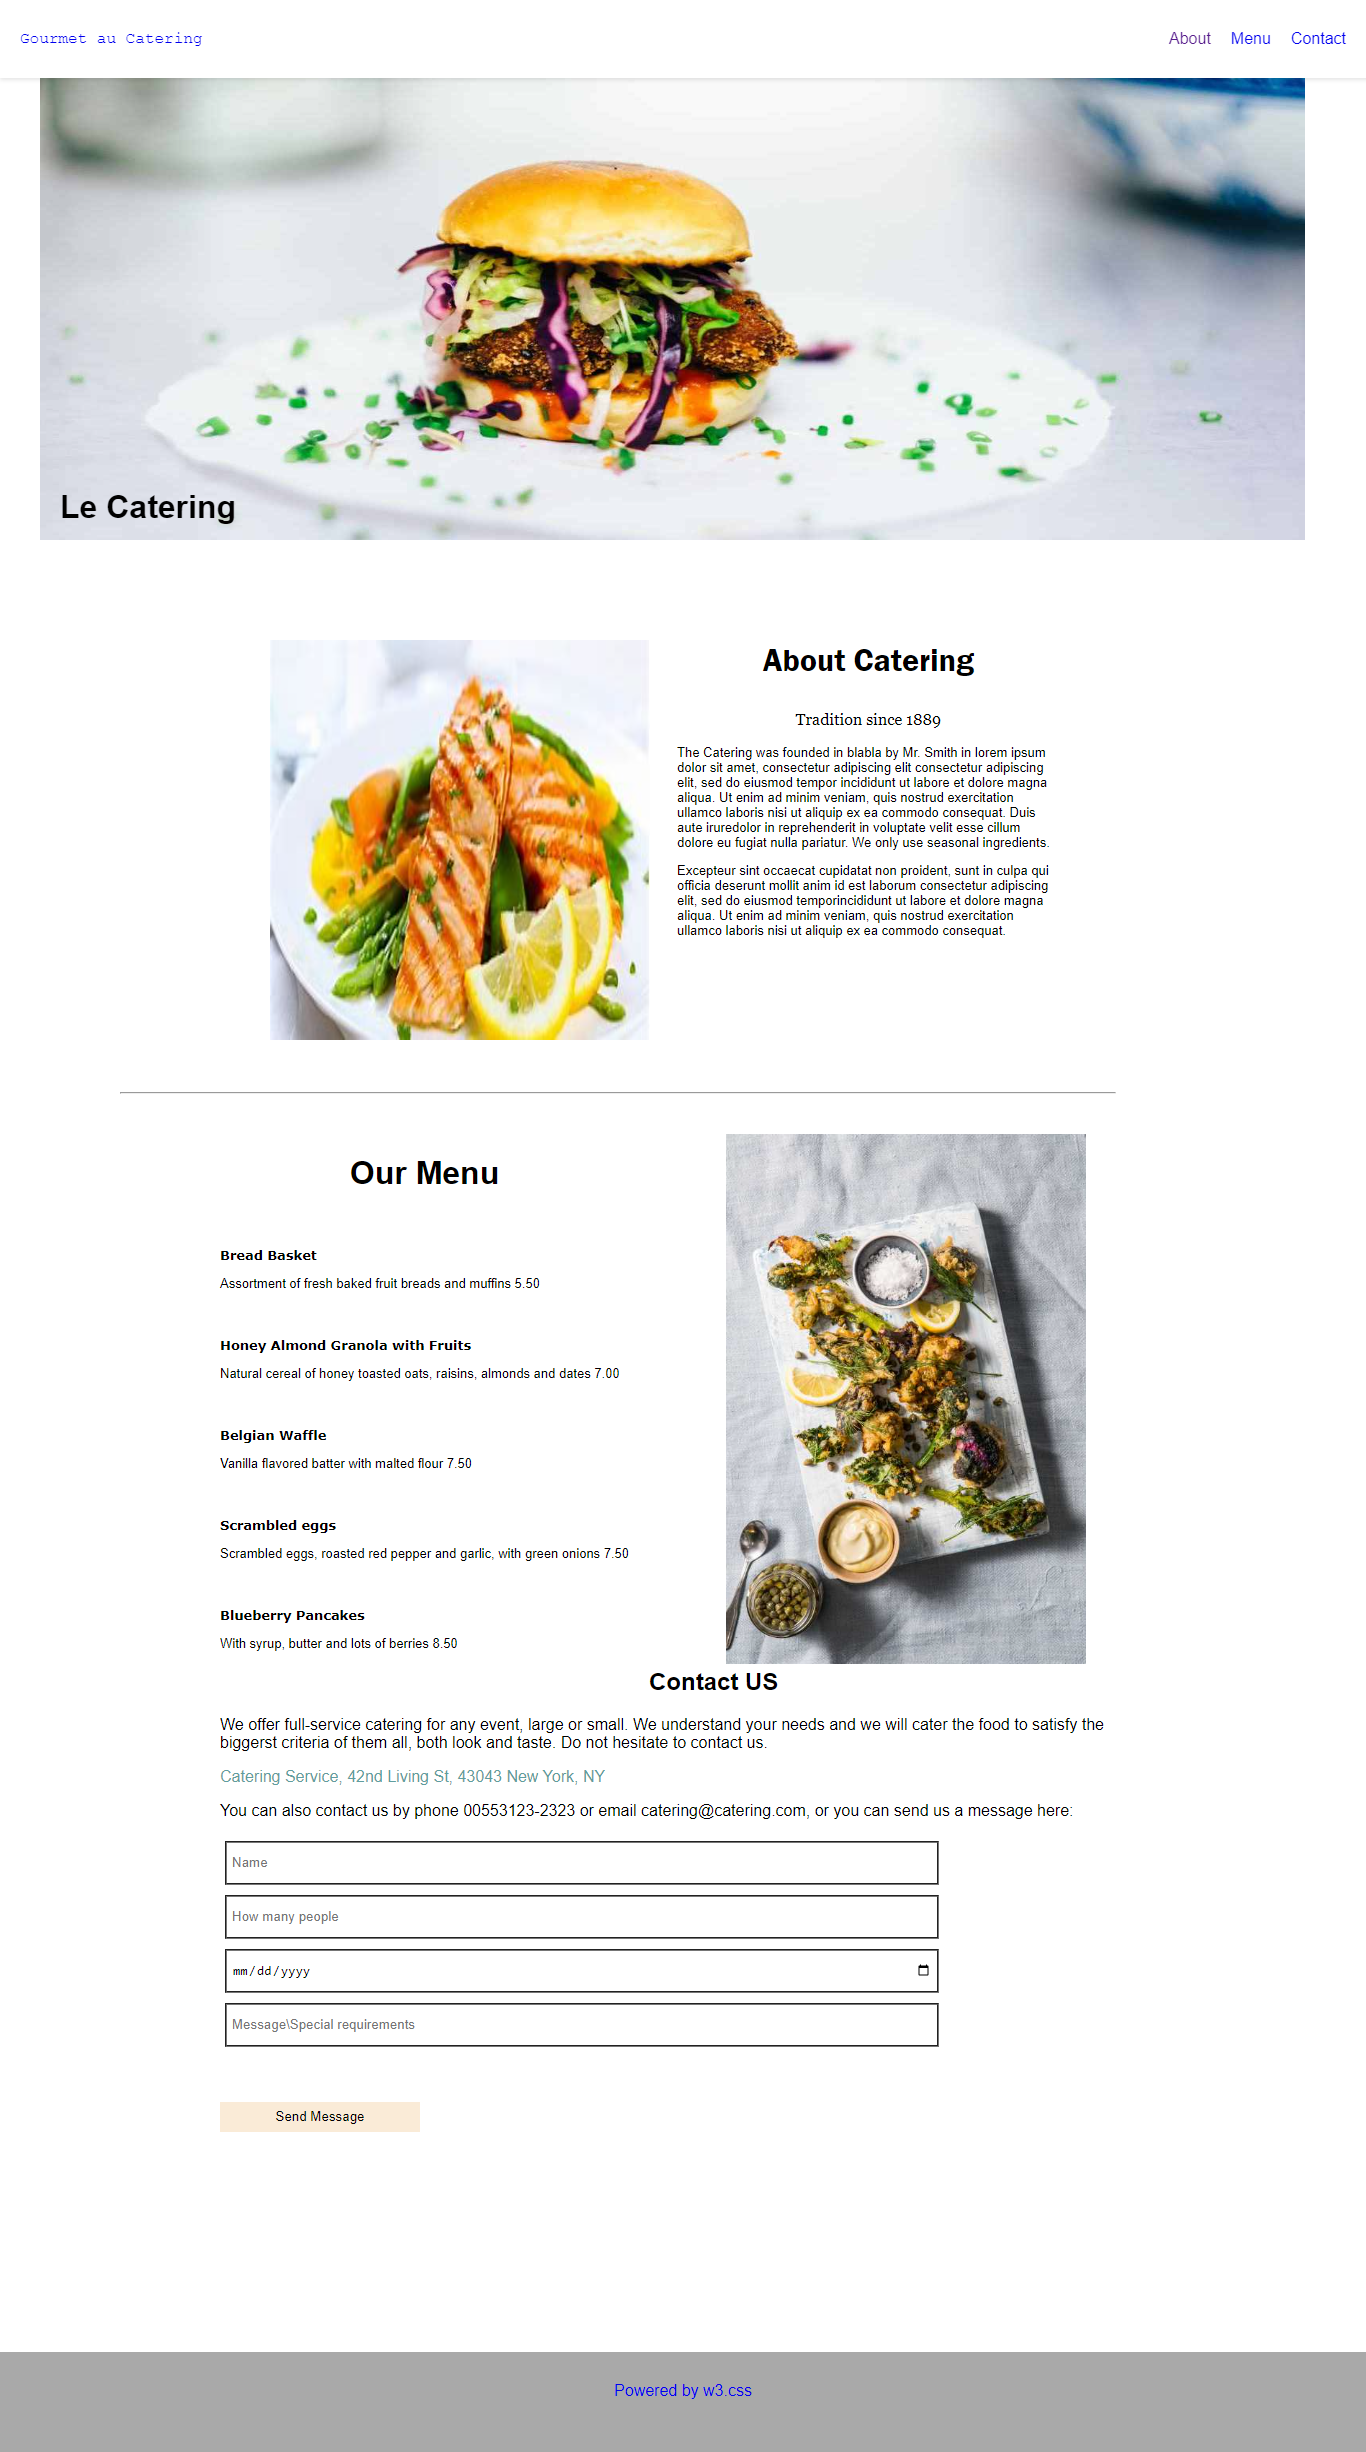 Gourmet au Catering
About Menu Contact
Le Catering
About Catering
Tradition since 1889
The Catering was founded in blabla by Mr. Smith in lorem ipsum
dolor sit amet, consectetur adipiscing elit consectetur adipiscing
elit, sed do eiusmod tempor incididunt ut labore et dolore magna
aliqua. Ut enim ad minim veniam, quis nostrud exercitation
ullamco laboris nisi ut aliquip ex ea commodo consequat. Duis
aute iruredolor in reprehenderit in voluptate velit esse cillum
dolore eu fugiat nulla pariatur. We only use seasonal ingredients.
Excepteur sint occaecat cupidatat non proident, sunt in culpa qui
officia deserunt mollit anim id est laborum consectetur adipiscing
elit, sed do eiusmod temporincididunt ut labore et dolore magna
aliqua. Ut enim ad minim veniam, quis nostrud exercitation
ullamco laboris nisi ut aliquip ex ea commodo consequat.
Our Menu
Bread Basket
Assortment of fresh baked fruit breads and muffins 5.50
Honey Almond Granola with Fruits
Natural cereal of honey toasted oats, raisins, almonds and dates 7.00
Belgian Waffle
Vanilla flavored batter with malted flour 7.50
Scrambled eggs
Scrambled eggs, roasted red pepper and garlic, with green onions 7.50
Blueberry Pancakes
With syrup, butter and lots of berries 8.50
Contact US
We offer full-service catering for any event, large or small. We understand your needs and we will cater the food to satisfy the
biggerst criteria of them all, both look and taste. Do not hesitate to contact us.
Catering Service, 42nd Living St, 43043 New York, NY
You can also contact us by phone 00553123-2323 or email catering@catering.com, or you can send us a message here:
Name
How many people
mm/dd/yyyy
Message\Special requirements
Send Message
Powered by w3.css